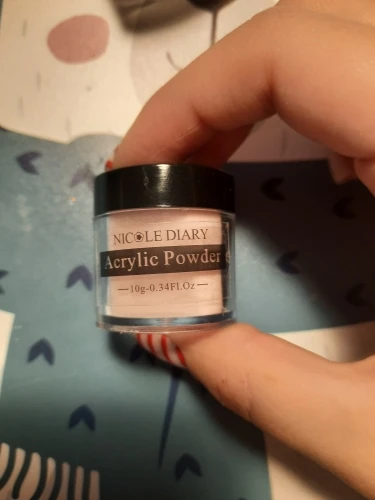 NICOLE DIARY
Acrylic Powder
10g-0.34Fl.Oz